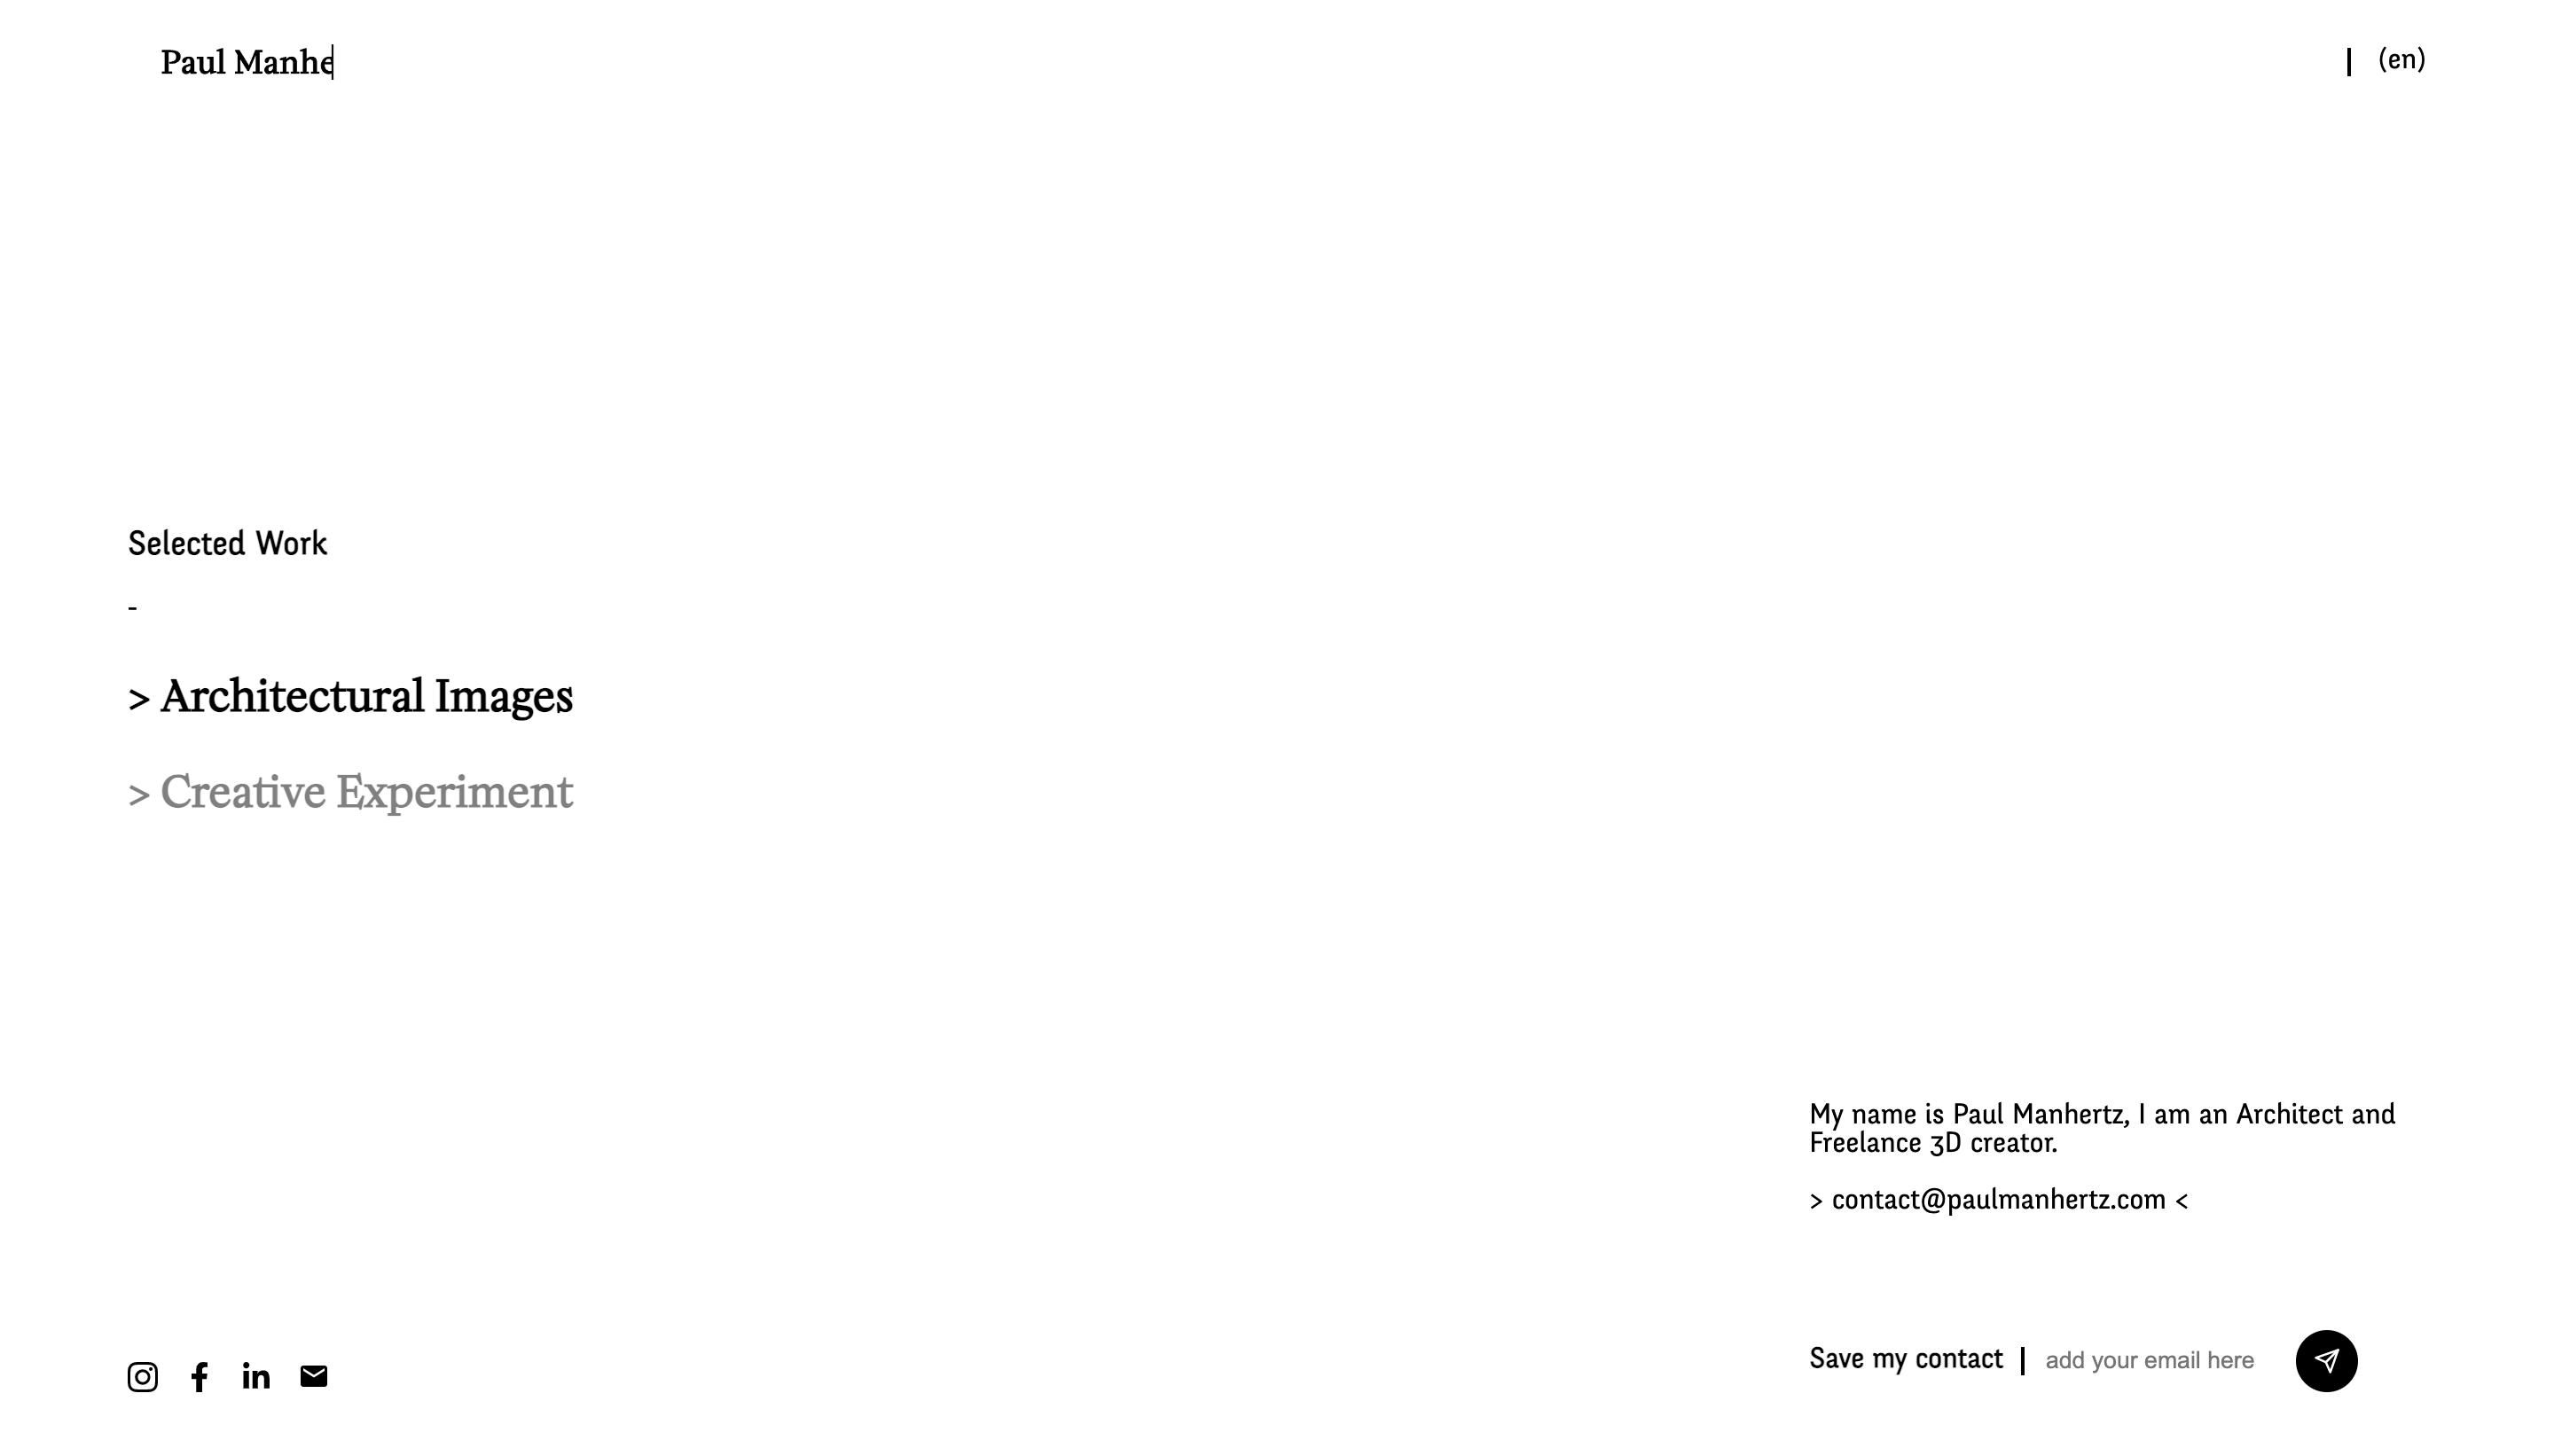 Paul Manhe
(en)
Selected Work
-
> Architectural Images
> Creative Experiment
My name is Paul Manhertz, I am an Architect and
Freelance 3D creator.
> contact@paulmanhertz.com <
Save my contact | add your email here